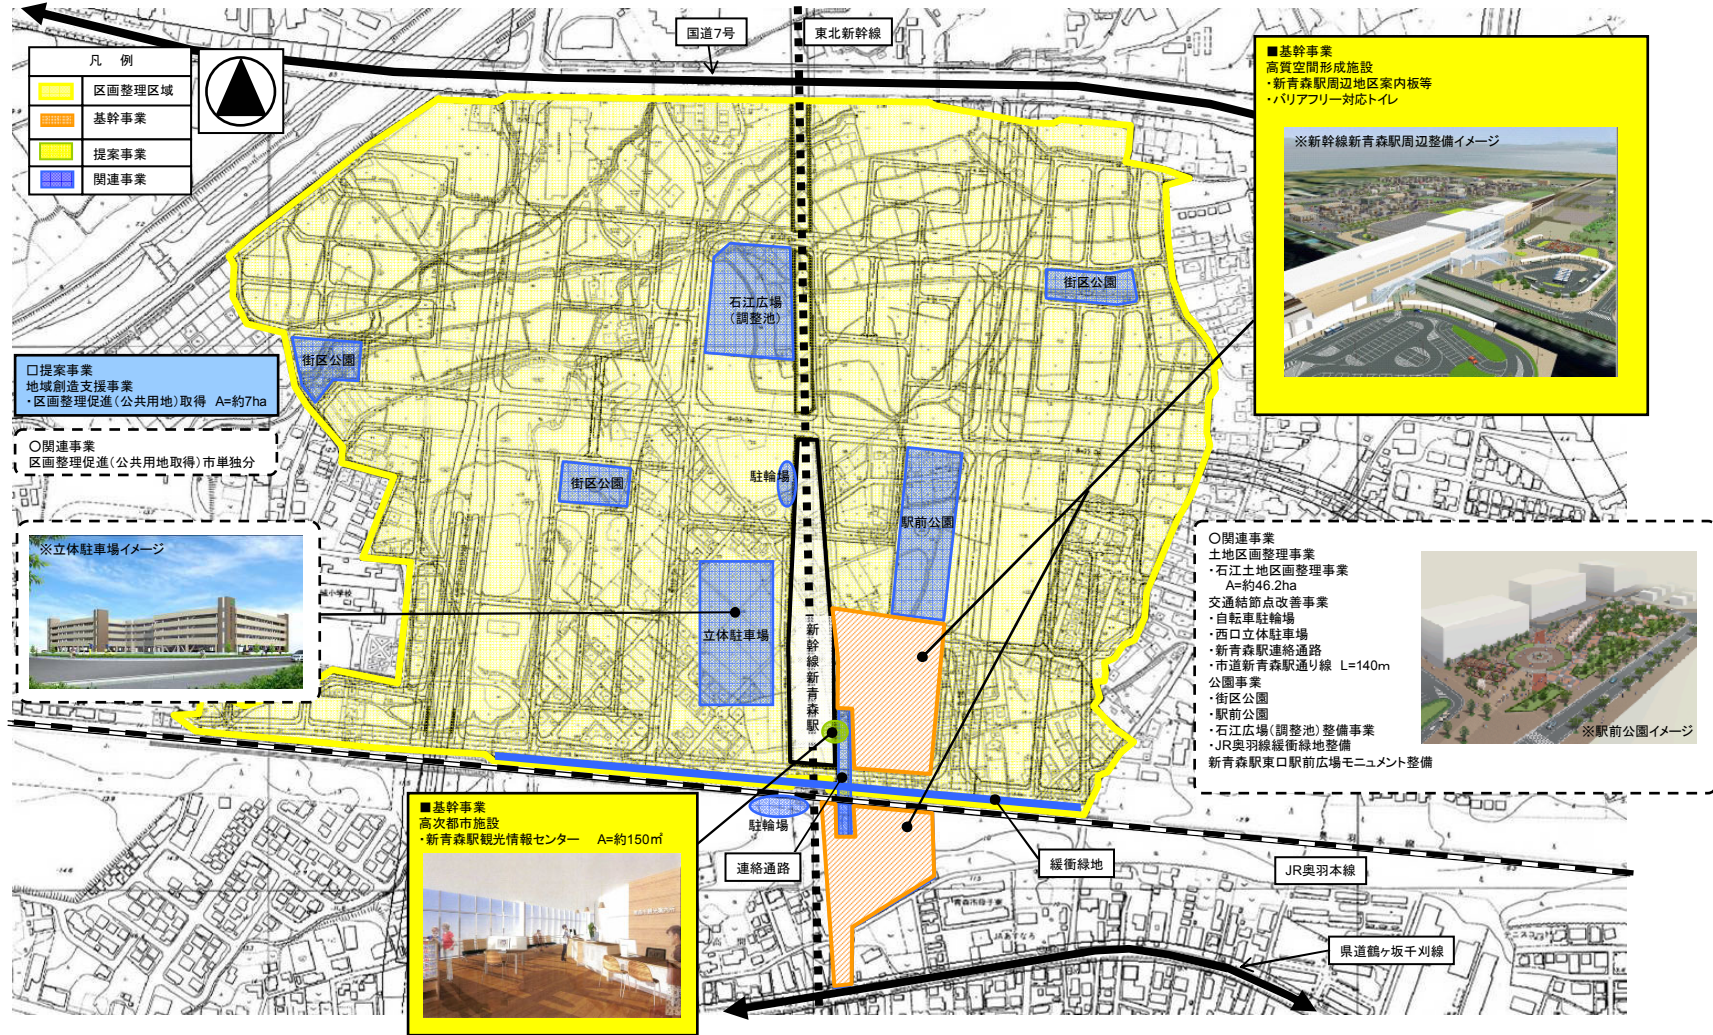 国道7号
東北新幹線
凡 例
区画整理区域
基幹事業
提案事業
関連事業
■基幹事業
高質空間形成施設
・新青森駅周辺地区案内板等
・バリアフリー対応トイレ
※新幹線新青森駅周辺整備イメージ
石江広場
(調整池)
街区公園
街区公園
□提案事業
地域創造支援事業
・区画整理促進(公共用地)取得 A=約7ha
○関連事業
区画整理促進(公共用地取得)市単独分
街区公園
駐輪場
駅前公園
※立体駐車場イメージ
立体駐車場
新幹線新青森駅
○関連事業
土地区画整理事業
・石江土地区画整理事業
A=約46.2ha
交通結節点改善事業
・自転車駐輪場
・西口立体駐車場
・新青森駅連絡通路
・市道新青森駅通り線 L=140m
公園事業
・街区公園
・駅前公園
・石江広場(調整池)整備事業
・JR奥羽線緩衝緑地整備
新青森駅東口駅前広場モニュメント整備
※駅前公園イメージ
■基幹事業
高次都市施設
・新青森駅観光情報センター A=約150㎡
駐輪場
連絡通路
緩衝緑地
JR奥羽本線
県道鶴ヶ坂千刈線